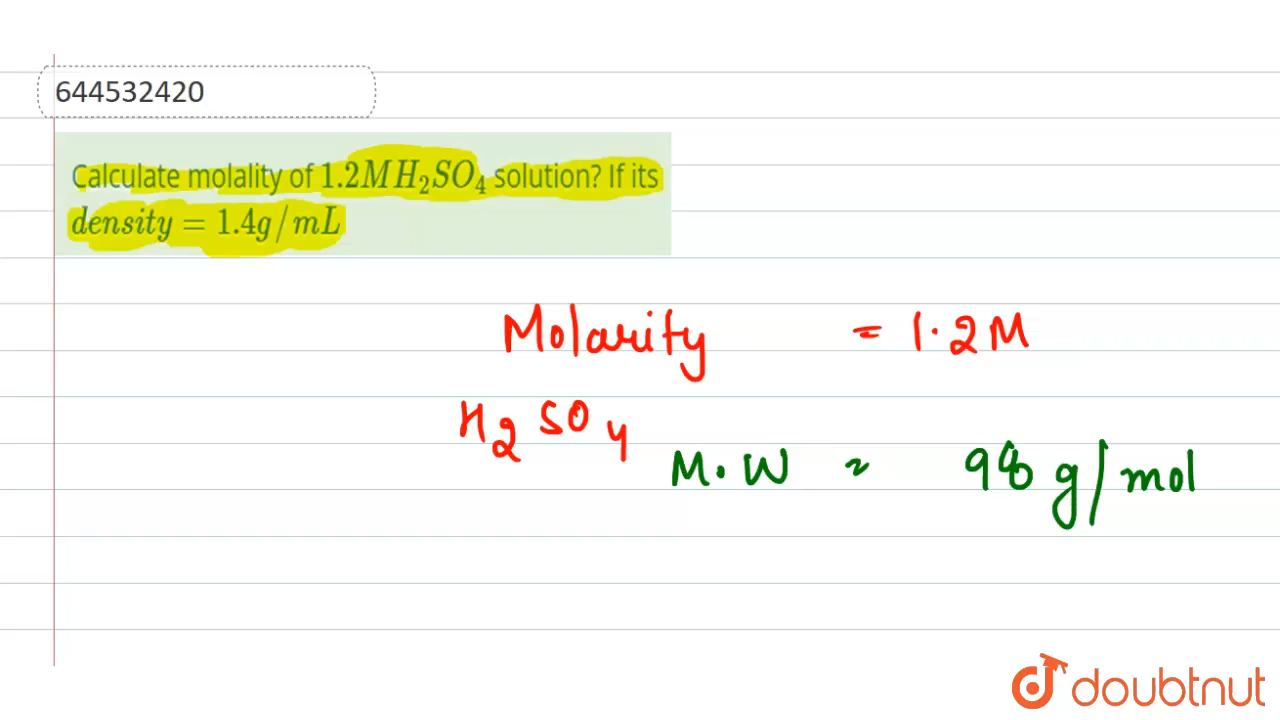 644532420
Calculate molality of 1.2MH₂SO₄ solution? If its
density = 1.4g/mL
Molarity = 1.2M
H₂SO₄
M.W = 98 g/mol
doubtnut